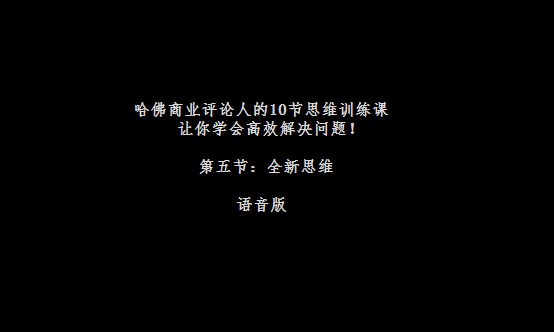 哈佛商业评论人的10节思维训练课
让你学会高效解决问题！
第五节：全新思维
语音版